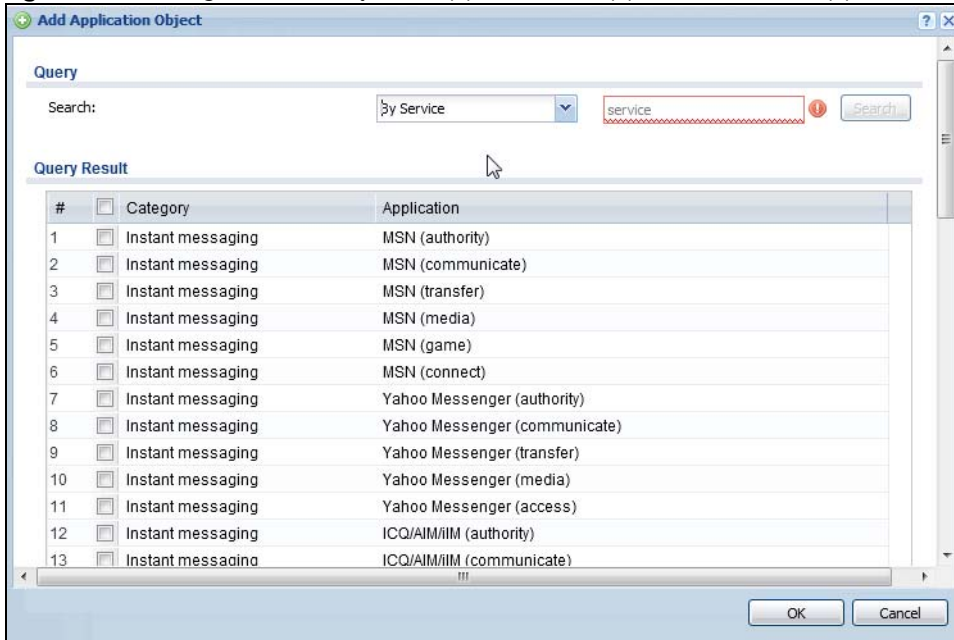 Add Application Object
Query
Search: By Service service Search
Query Result
# Category Application
1 Instant messaging MSN (authority)
2 Instant messaging MSN (communicate)
3 Instant messaging MSN (transfer)
4 Instant messaging MSN (media)
5 Instant messaging MSN (game)
6 Instant messaging MSN (connect)
7 Instant messaging Yahoo Messenger (authority)
8 Instant messaging Yahoo Messenger (communicate)
9 Instant messaging Yahoo Messenger (transfer)
10 Instant messaging Yahoo Messenger (media)
11 Instant messaging Yahoo Messenger (access)
12 Instant messaging ICQ/AIM/iIM (authority)
13 Instant messaging ICQ/AIM/iIM (communicate)
OK Cancel